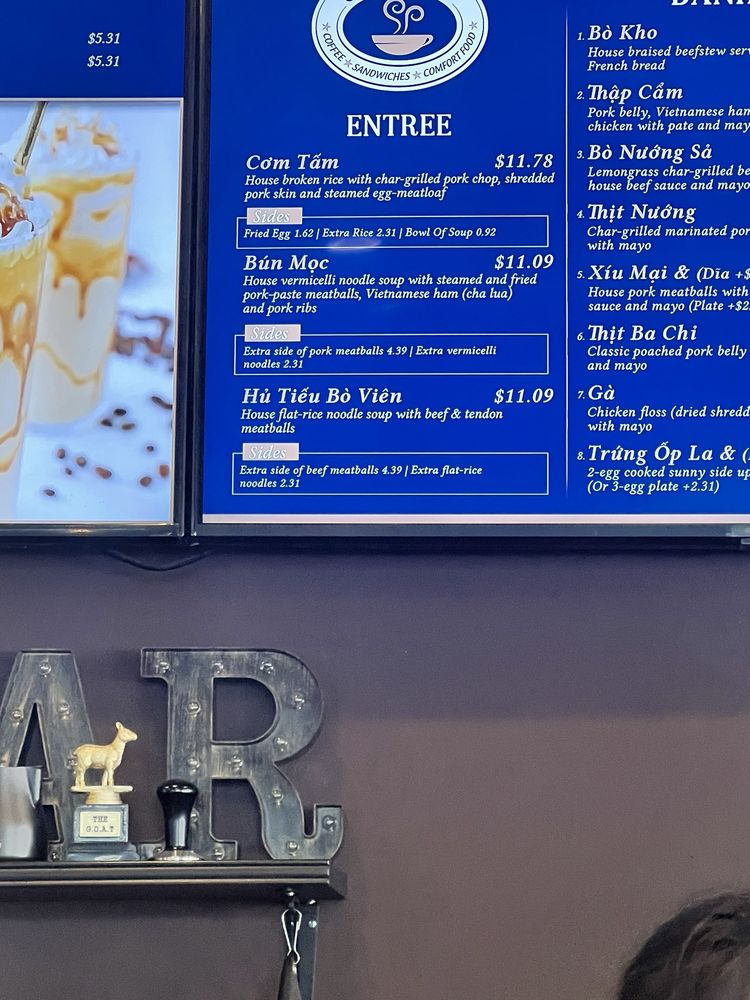 $5.31
$5.31
COFFEE ★ SANDWICHES ★ COMFORT FOOD
ENTREE
Cơm Tấm $11.78
House broken rice with char-grilled pork chop, shredded
pork skin and steamed egg-meatloaf
Sides
Fried Egg 1.62 | Extra Rice 2.31 | Bowl Of Soup 0.92
Bún Mọc $11.09
House vermicelli noodle soup with steamed and fried
pork-paste meatballs, Vietnamese ham (cha lua)
and pork ribs
Sides
Extra side of pork meatballs 4.39 | Extra vermicelli
noodles 2.31
Hủ Tiếu Bò Viên $11.09
House flat-rice noodle soup with beef & tendon
meatballs
Sides
Extra side of beef meatballs 4.39 | Extra flat-rice
noodles 2.31
1. Bò Kho
House braised beefstew
French bread
2. Thập Cẩm
Pork belly, Vietnamese ham
chicken with pate and
3. Bò Nướng Sả
Lemongrass char-grilled
house beef sauce and mayo
4. Thịt Nướng
Char-grilled marinated
with mayo
5. Xíu Mại & (Dĩa
House pork meatballs with
sauce and mayo (Plate
6. Thịt Ba Chỉ
Classic poached pork belly
and mayo
7. Gà
Chicken floss (dried
with mayo
8. Trứng Ốp La &
2-egg cooked sunny side up
(Or 3-egg plate +2.31)
AR
THE
G.O.A.T